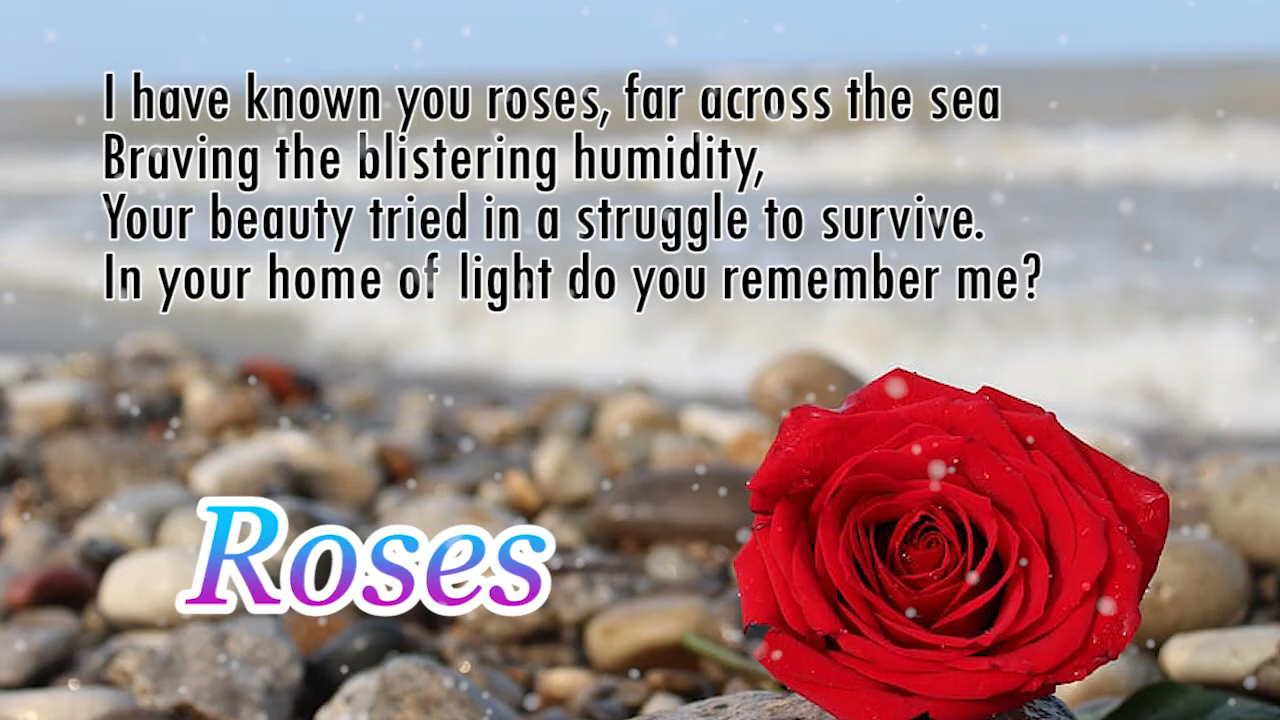 I have known you roses, far across the sea
Braving the blistering humidity,
Your beauty tried in a struggle to survive.
In your home of light do you remember me?
Roses